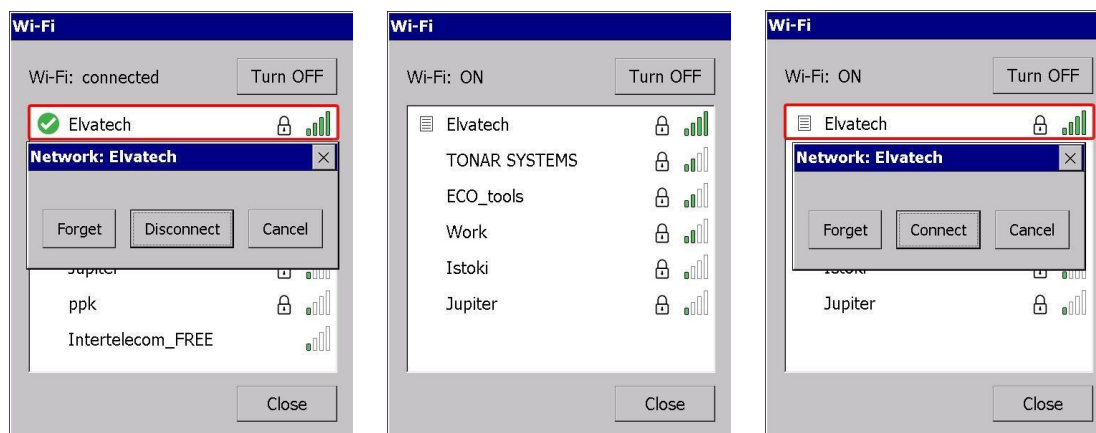 Wi-Fi
Wi-Fi: connected
Turn OFF
Elvatech
Network: Elvatech
Forget
Disconnect
Cancel
Jupiter
ppk
Intertelecom_FREE
Close
Wi-Fi
Wi-Fi: ON
Turn OFF
Elvatech
TONAR SYSTEMS
ECO_tools
Work
Istoki
Jupiter
Close
Wi-Fi
Wi-Fi: ON
Turn OFF
Elvatech
Network: Elvatech
Forget
Connect
Cancel
Istoki
Jupiter
Close